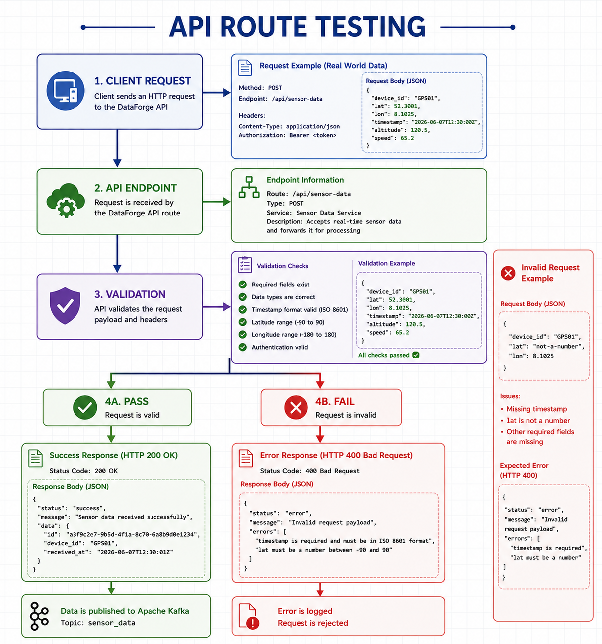 API ROUTE TESTING
1. CLIENT REQUEST
Client sends an HTTP request
to the DataForge API
Request Example (Real World Data)
Method: POST
Endpoint: /api/sensor-data
Headers:
Content-Type: application/json
Authorization: Bearer <token>
Request Body (JSON)
{
"device_id": "GPS01",
"lat": 52.3001,
"lon": 8.1025,
"timestamp": "2026-06-07T12:30:00Z",
"altitude": 120.5,
"speed": 65.2
}
2. API ENDPOINT
Request is received by
the DataForge API route
Endpoint Information
Route: /api/sensor-data
Type: POST
Service: Sensor Data Service
Description: Accepts real-time sensor data
and forwards it for processing
3. VALIDATION
API validates the request
payload and headers
Validation Checks
Required fields exist
Data types are correct
Timestamp format valid (ISO 8601)
Latitude range (-90 to 90)
Longitude range (-180 to 180)
Authentication valid
Validation Example
{
"device_id": "GPS01",
"lat": 52.3001,
"lon": 8.1025,
"timestamp": "2026-06-07T12:30:00Z",
"altitude": 120.5,
"speed": 65.2
}
All checks passed
4A. PASS
Request is valid
4B. FAIL
Request is invalid
Success Response (HTTP 200 OK)
Status Code: 200 OK
Response Body (JSON)
{
"status": "success",
"message": "Sensor data received successfully",
"data": {
"device_id": "GPS01",
"received_at": "2026-06-07T12:30:01Z"
}
Error Response (HTTP 400 Bad Request)
Status Code: 400 Bad Request
Response Body (JSON)
{
"status": "error",
"message": "Invalid request payload",
"errors": [
"timestamp is required and must be in ISO 8601 format",
"lat must be a number between -90 and 90"
]
}
Data is published to Apache Kafka
Topic: sensor_data
Error is logged
Request is rejected
Invalid Request
Example
Request Body (JSON)
{
"device_id": "GPS01",
"lat": "not-a-number",
"lon": 8.1025
}
Issues:
• Missing timestamp
• lat is not a number
• Other required fields
are missing
Expected Error
(HTTP 400)
{
"status": "error",
"message": "Invalid
request payload",
"errors": [
"timestamp is required",
"lat must be a number"
]
}